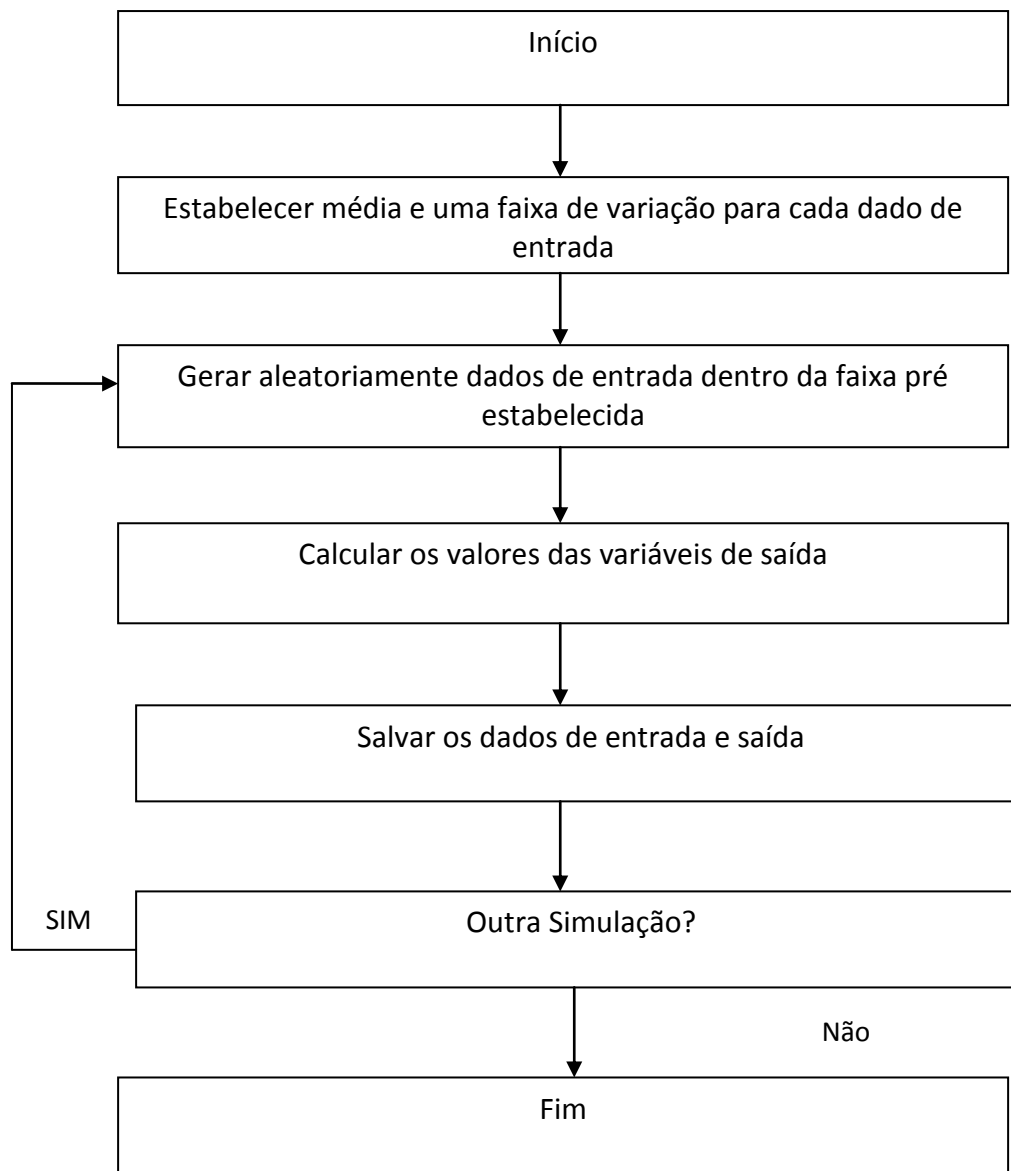 Início
Estabelecer média e uma faixa de variação para cada dado de
entrada
Gerar aleatoriamente dados de entrada dentro da faixa pré
estabelecida
Calcular os valores das variáveis de saída
Salvar os dados de entrada e saída
SIM
Outra Simulação?
Não
Fim